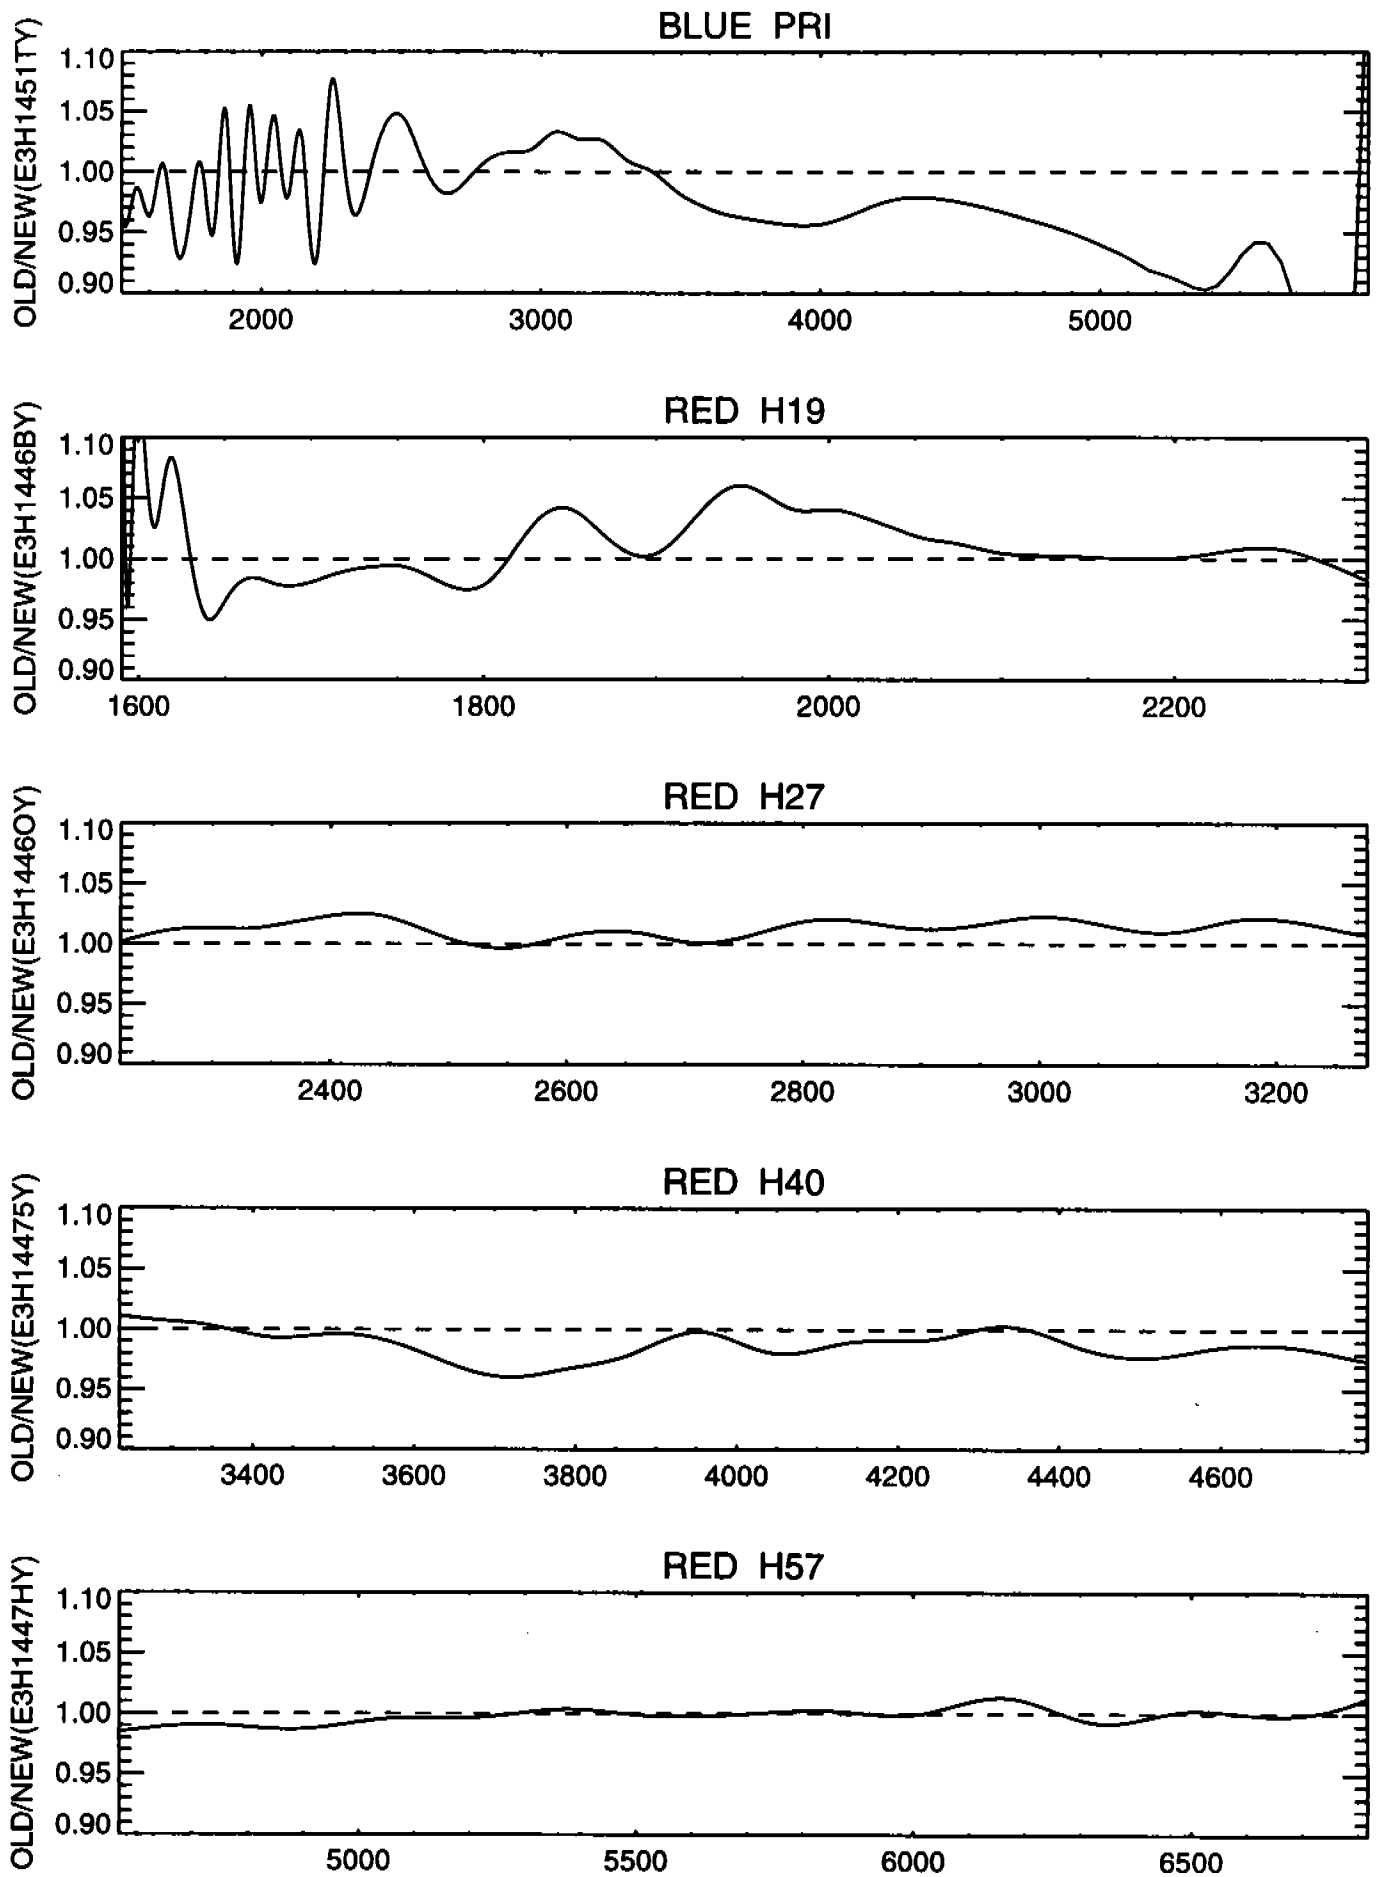 BLUE PRI
OLD/NEW(E3H1451TY)
1.10
1.05
1.00
0.95
0.90
2000 3000 4000 5000
RED H19
OLD/NEW(E3H1446BY)
1.10
1.05
1.00
0.95
0.90
1600 1800 2000 2200
RED H27
OLD/NEW(E3H1446OY)
1.10
1.05
1.00
0.95
0.90
2400 2600 2800 3000 3200
RED H40
OLD/NEW(E3H14475Y)
1.10
1.05
1.00
0.95
0.90
3400 3600 3800 4000 4200 4400 4600
RED H57
OLD/NEW(E3H1447HY)
1.10
1.05
1.00
0.95
0.90
5000 5500 6000 6500